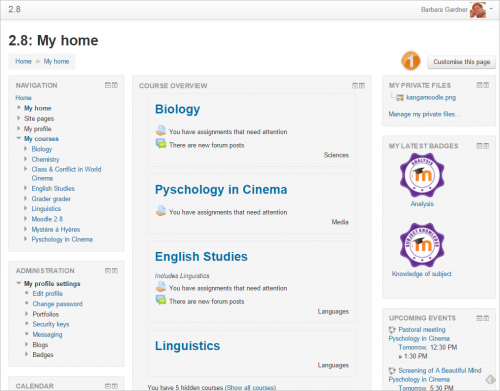 2.8
Barbara Gardner
2.8: My home
Home
My home
1
Customise this page
NAVIGATION
Home
My home
Site pages
My profile
My courses
Biology
Chemistry
Class & Conflict in World
Cinema
English Studies
Grader grader
Linguistics
Moodle 2.8
Mystère & Hyères
Pyschology in Cinema
ADMINISTRATION
My profile settings
Edit profile
Change password
Portfolios
Security keys
Messaging
Blogs
Badges
CALENDAR
COURSE OVERVIEW
Biology
You have assignments that need attention
There are new forum posts
Sciences
Pyschology in Cinema
You have assignments that need attention
Media
English Studies
Includes Linguistics
You have assignments that need attention
There are new forum posts
Languages
Linguistics
Languages
You have 5 hidden courses (Show all courses)
MY PRIVATE FILES
kangamoodle.png
Manage my private files...
MY LATEST BADGES
ANALYSIS
m
Analysis
SUBJECT KNOWLEDGE
m
Knowledge of subject
UPCOMING EVENTS
Pastoral meeting
Pyschology in Cinema
Tomorrow, 12:30 PM
» 1:30 PM
Screening of A Beautiful Mind
Psychology in Cinema
Tomorrow, 5:30 PM »